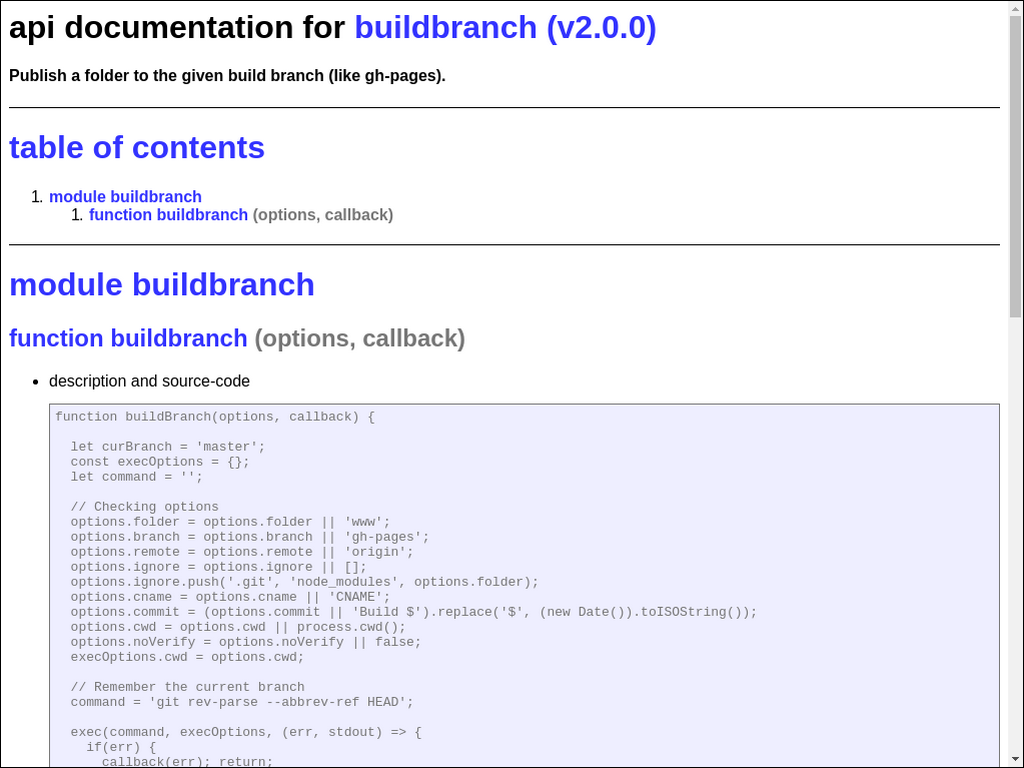 api documentation for buildbranch (v2.0.0)
Publish a folder to the given build branch (like gh-pages).
table of contents
1. module buildbranch
1. function buildbranch (options, callback)
module buildbranch
function buildbranch (options, callback)
• description and source-code
function buildBranch(options, callback) {
let curBranch = 'master';
const execOptions = {};
let command = '';
// Checking options
options.folder = options.folder || 'www';
options.branch = options.branch || 'gh-pages';
options.remote = options.remote || 'origin';
options.ignore = options.ignore || [];
options.ignore.push('.git', 'node_modules', options.folder);
options.cname = options.cname || 'CNAME';
options.commit = (options.commit || 'Build $').replace('$', (new Date()).toISOString());
options.cwd = options.cwd || process.cwd();
options.noVerify = options.noVerify || false;
execOptions.cwd = options.cwd;
// Remember the current branch
command = 'git rev-parse --abbrev-ref HEAD';
exec(command, execOptions, (err, stdout) => {
if(err) {
callback(err); return;